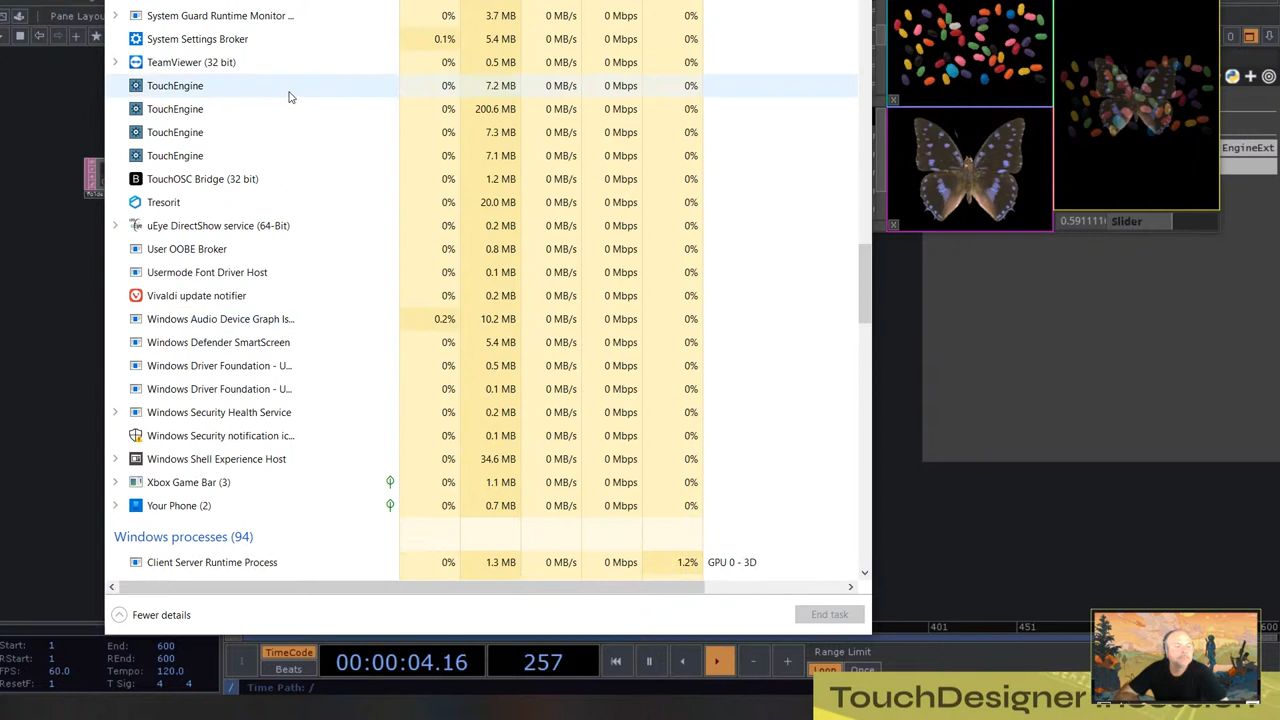 Pane Layou
System Guard Runtime Monitor ... 0% 3.7 MB 0 MB/s 0 Mbps 0%
System Settings Broker 0.1% 5.4 MB 0 MB/s 0 Mbps 0%
TeamViewer (32 bit) 0% 0.5 MB 0 MB/s 0 Mbps 0%
TouchEngine 0% 7.2 MB 0 MB/s 0 Mbps 0%
TouchEngine 0% 200.6 MB 0 MB/s 0 Mbps 0%
TouchEngine 0% 7.3 MB 0 MB/s 0 Mbps 0%
TouchEngine 0% 7.1 MB 0 MB/s 0 Mbps 0%
TouchOSC Bridge (32 bit) 0% 1.2 MB 0 MB/s 0 Mbps 0%
Tresorit 0% 20.0 MB 0 MB/s 0 Mbps 0%
uEye DirectShow service (64-Bit) 0% 0.2 MB 0 MB/s 0 Mbps 0%
User OOBE Broker 0% 0.8 MB 0 MB/s 0 Mbps 0%
Usermode Font Driver Host 0% 0.1 MB 0 MB/s 0 Mbps 0%
Vivaldi update notifier 0% 0.2 MB 0 MB/s 0 Mbps 0%
Windows Audio Device Graph Is... 0.2% 10.2 MB 0 MB/s 0 Mbps 0%
Windows Defender SmartScreen 0% 5.4 MB 0 MB/s 0 Mbps 0%
Windows Driver Foundation - U... 0% 0.5 MB 0 MB/s 0 Mbps 0%
Windows Driver Foundation - U... 0% 0.1 MB 0 MB/s 0 Mbps 0%
Windows Security Health Service 0% 0.2 MB 0 MB/s 0 Mbps 0%
Windows Security notification ic... 0% 0.1 MB 0 MB/s 0 Mbps 0%
Windows Shell Experience Host 0% 34.6 MB 0 MB/s 0 Mbps 0%
Xbox Game Bar (3) 0% 1.1 MB 0 MB/s 0 Mbps 0%
Your Phone (2) 0% 0.7 MB 0 MB/s 0 Mbps 0%
Windows processes (94)
Client Server Runtime Process 0% 1.3 MB 0 MB/s 0 Mbps 1.2% GPU 0 - 3D
Fewer details
End task
0
EngineExt
0.591111 Slider
401 451 600
Start: 1 End: 600
RStart: 1 REnd: 600
FPS: 60.0 Tempo: 120.0
ResetF: 1 T Sig: 4 4
TimeCode
Beats
00:00:04.16
257
Range Limit
Loop Once
/ Time Path: /
TouchDesigner